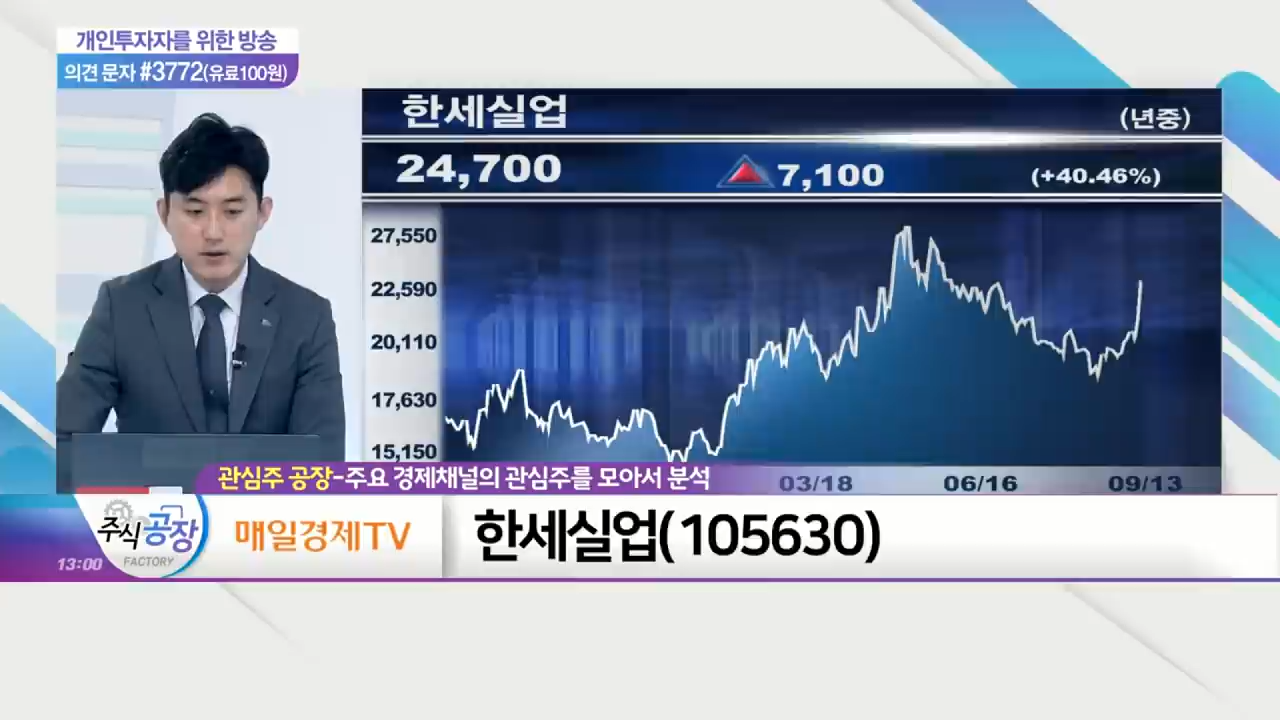 개인투자자를 위한 방송
의견 문자 #3772(유료100원)
한세실업
(년중)
24,700
7,100
(+40.46%)
27,550
22,590
20,110
17,630
15,150
03/18
06/16
09/13
관심주 공장-주요 경제채널의 관심주를 모아서 분석
주식공장
FACTORY
13:00
매일경제TV
한세실업(105630)